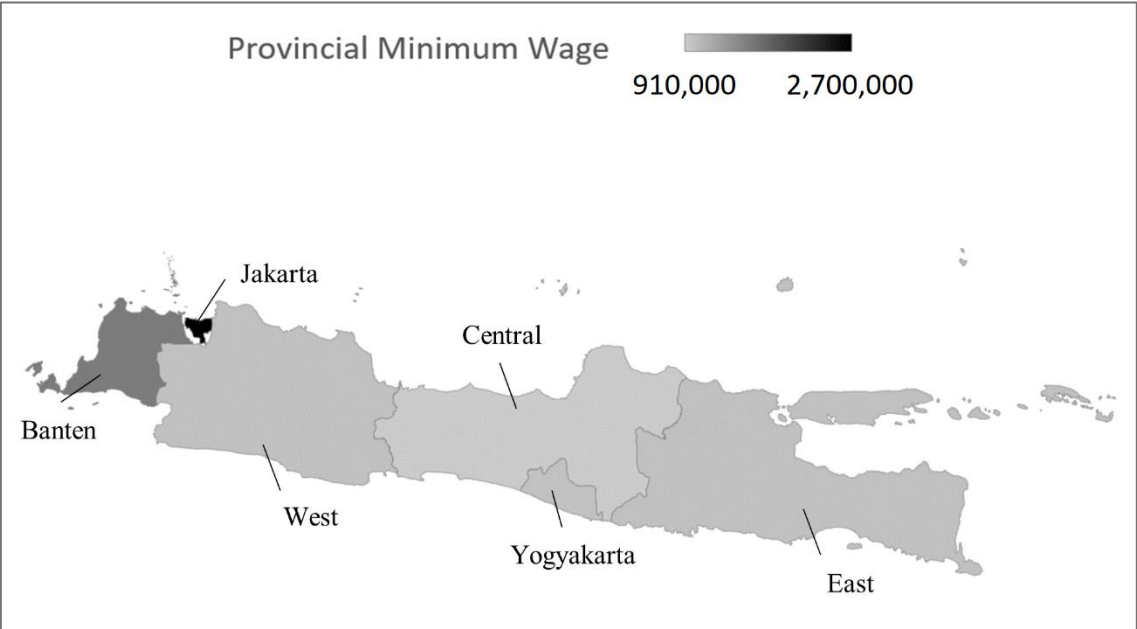 Provincial Minimum Wage
910,000 2,700,000
Jakarta
Central
Banten
West
Yogyakarta
East